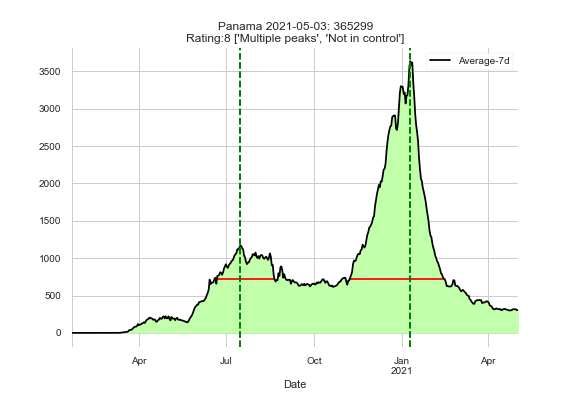 Panama 2021-05-03: 365299
Rating:8 ['Multiple peaks', 'Not in control']
Average-7d
3500
3000
2500
2000
1500
1000
500
0
Apr
Jul
Oct
Jan
2021
Apr
Date